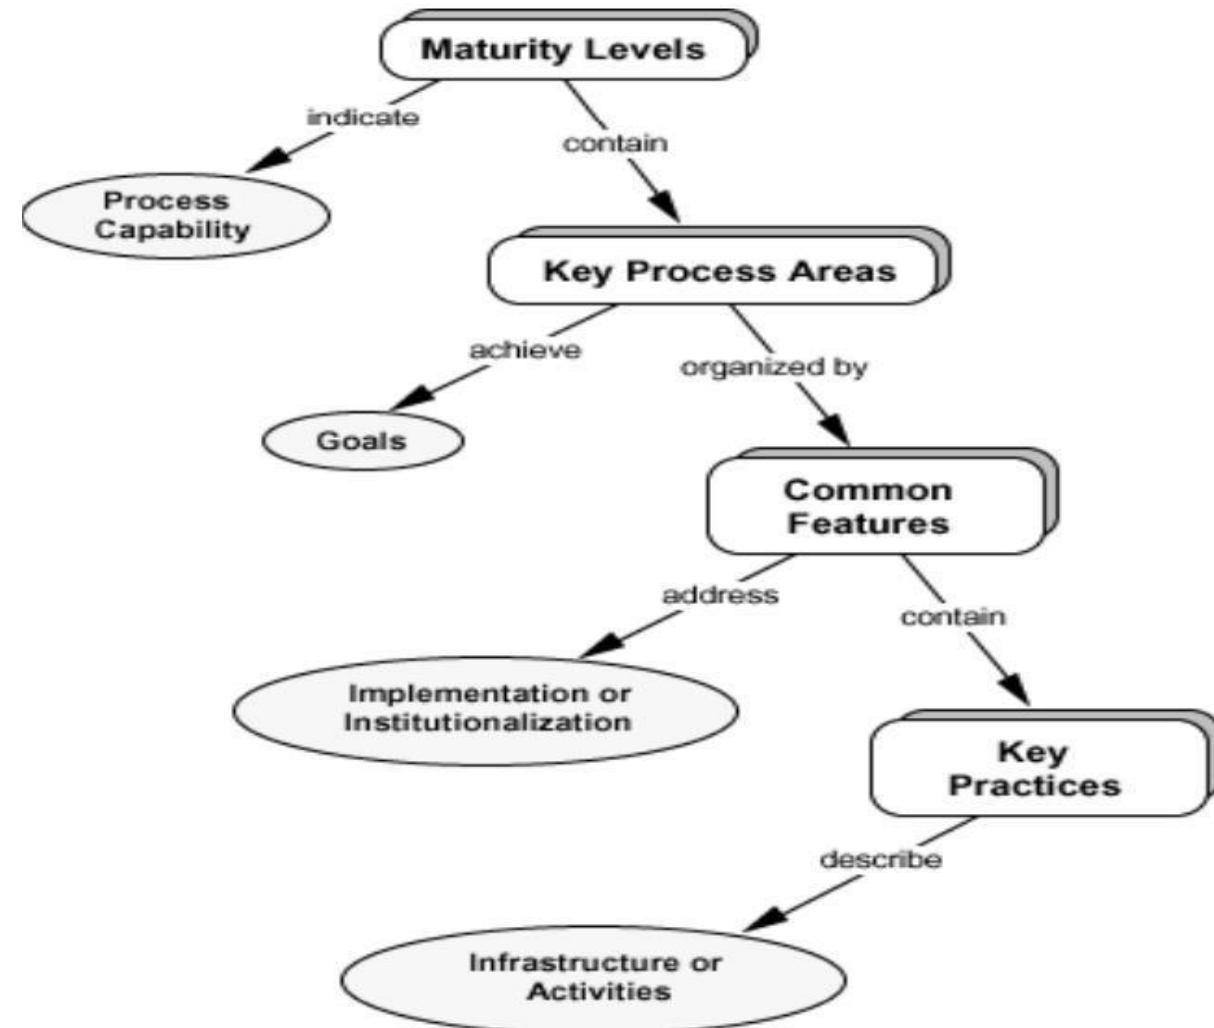 Maturity Levels
indicate
contain
Process
Capability
Key Process Areas
achieve
organized by
Goals
Common
Features
address
contain
Implementation or
Institutionalization
Key
Practices
describe
Infrastructure or
Activities